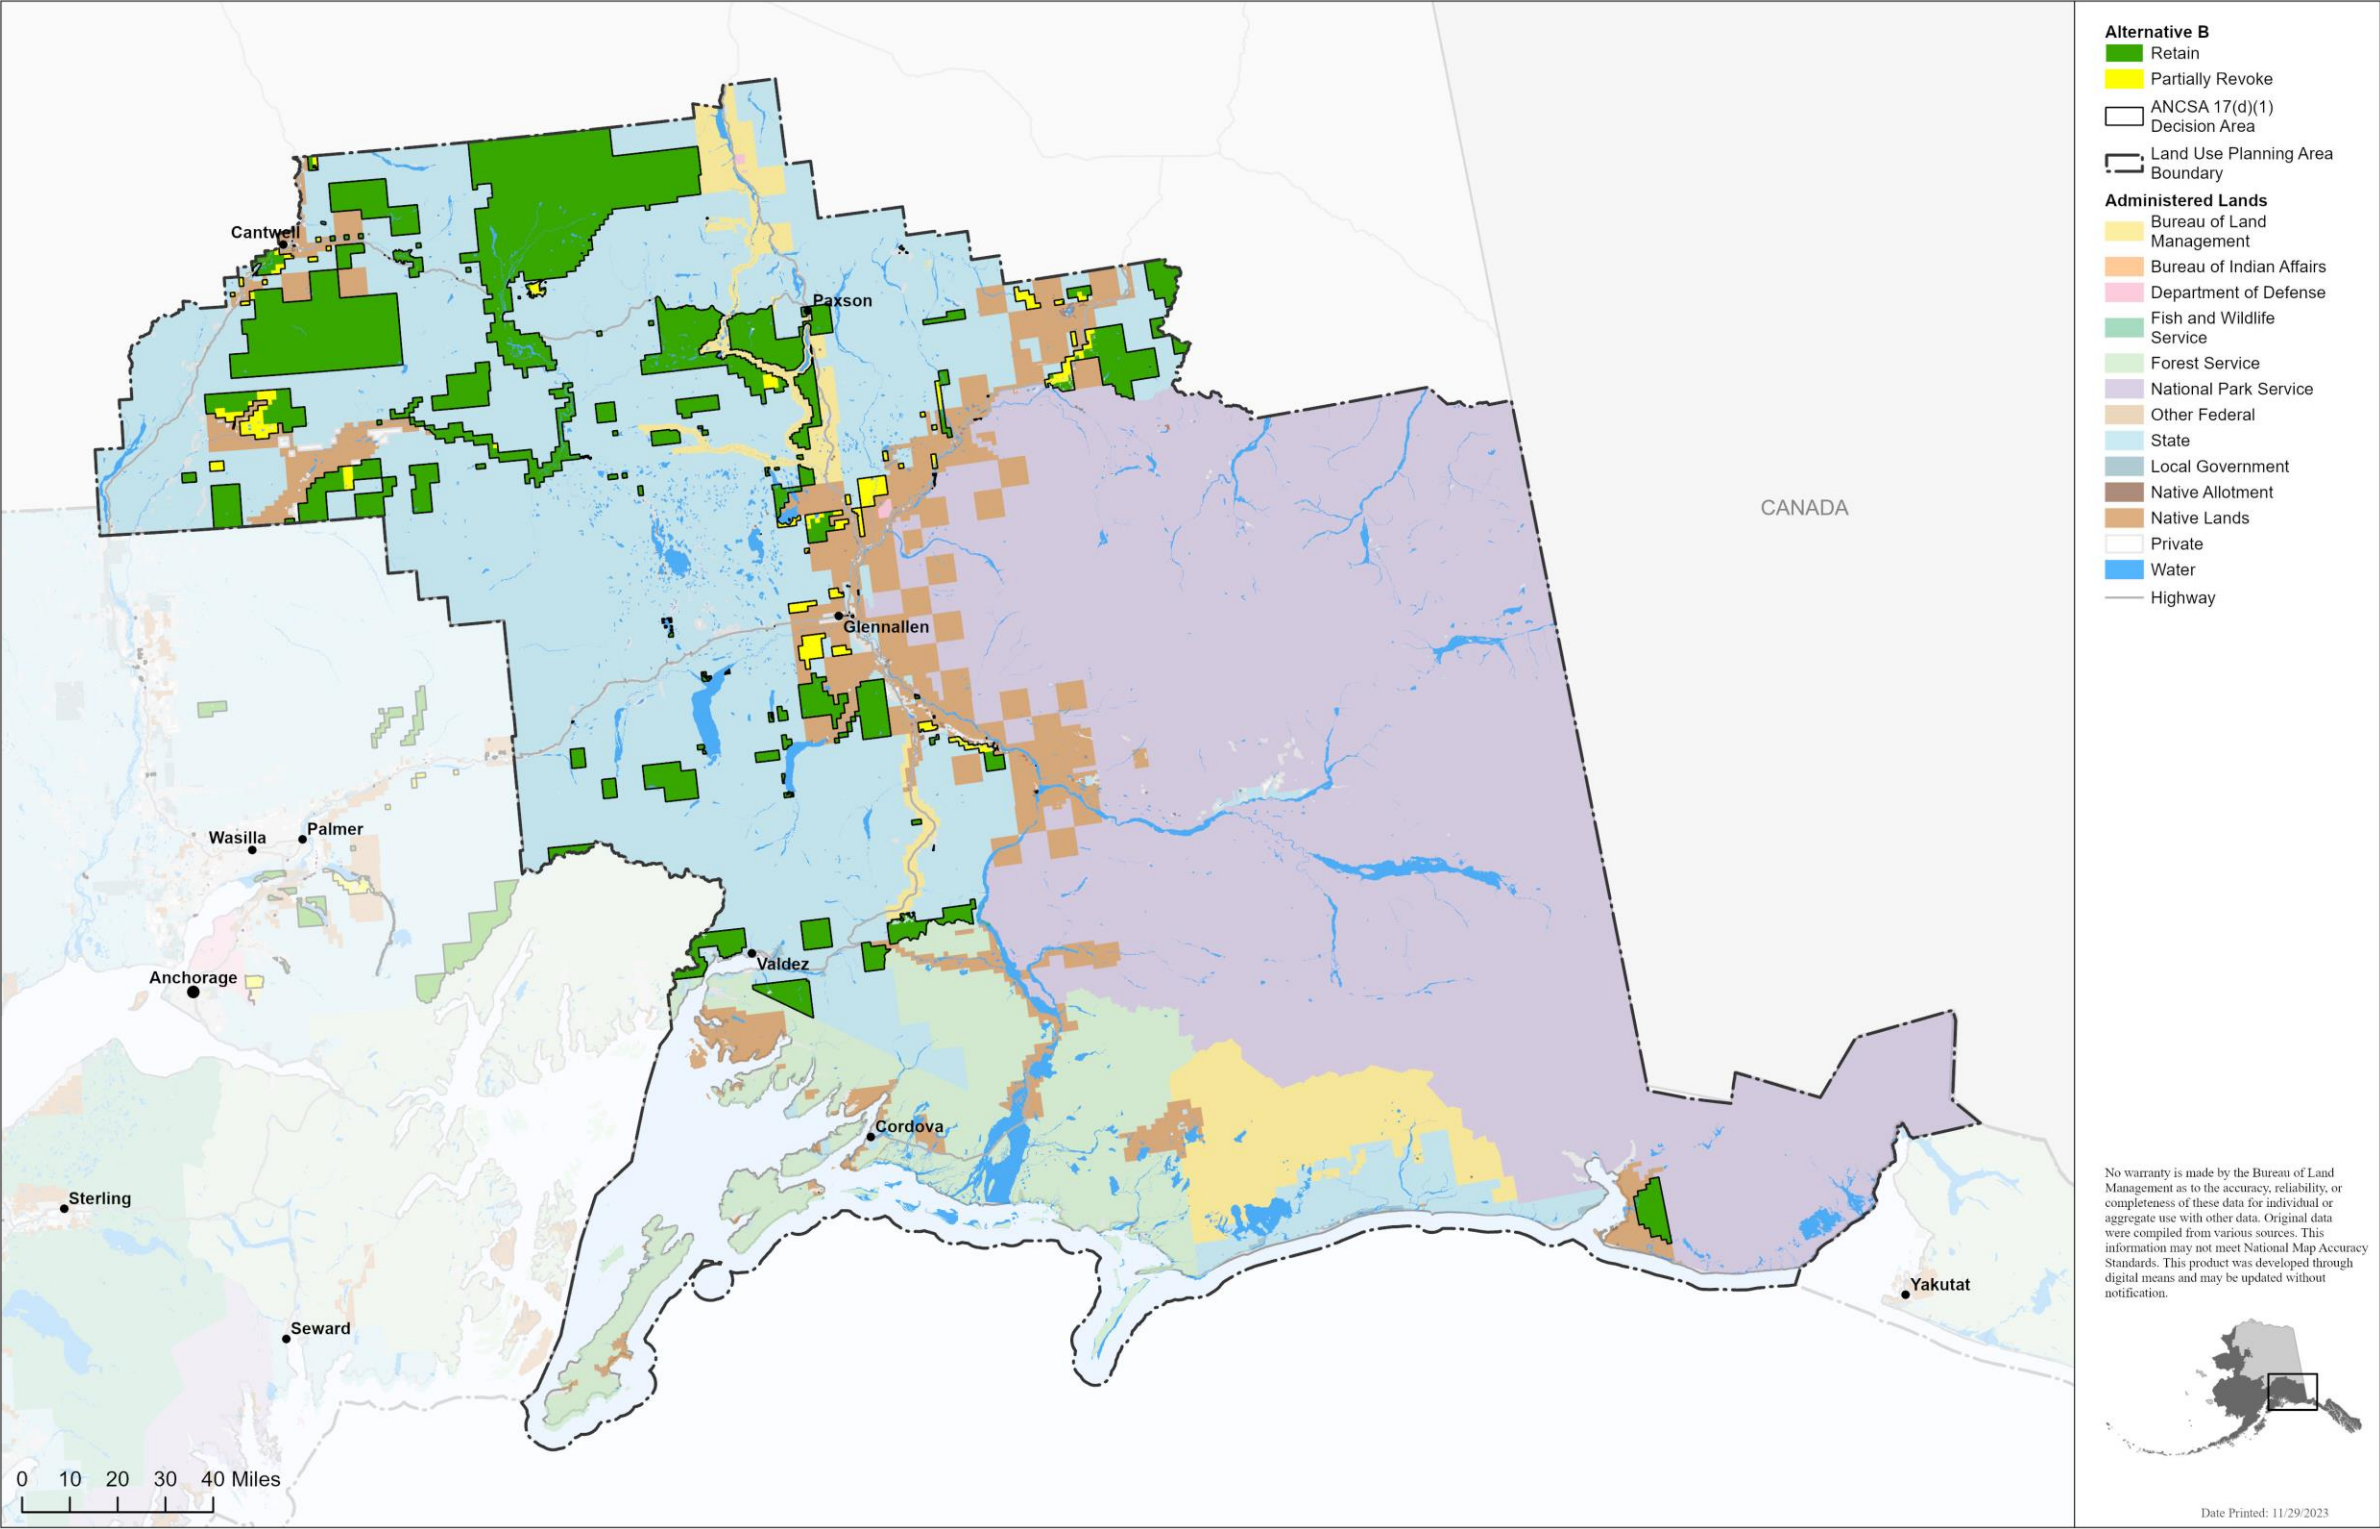 Cantwell
Paxson
CANADA
Glennallen
Wasilla
Palmer
Anchorage
Valdez
Cordova
Sterling
Seward
Yakutat
0 10 20 30 40 Miles
Alternative B
Retain
Partially Revoke
ANCSA 17(d)(1)
Decision Area
Land Use Planning Area
Boundary
Administered Lands
Bureau of Land
Management
Bureau of Indian Affairs
Department of Defense
Fish and Wildlife
Service
Forest Service
National Park Service
Other Federal
State
Local Government
Native Allotment
Native Lands
Private
Water
Highway
No warranty is made by the Bureau of Land
Management as to the accuracy, reliability, or
completeness of these data for individual or
aggregate use with other data. Original data
were compiled from various sources. This
information may not meet National Map Accuracy
Standards. This product was developed through
digital means and may be updated without
notification.
Date Printed: 11/29/2023